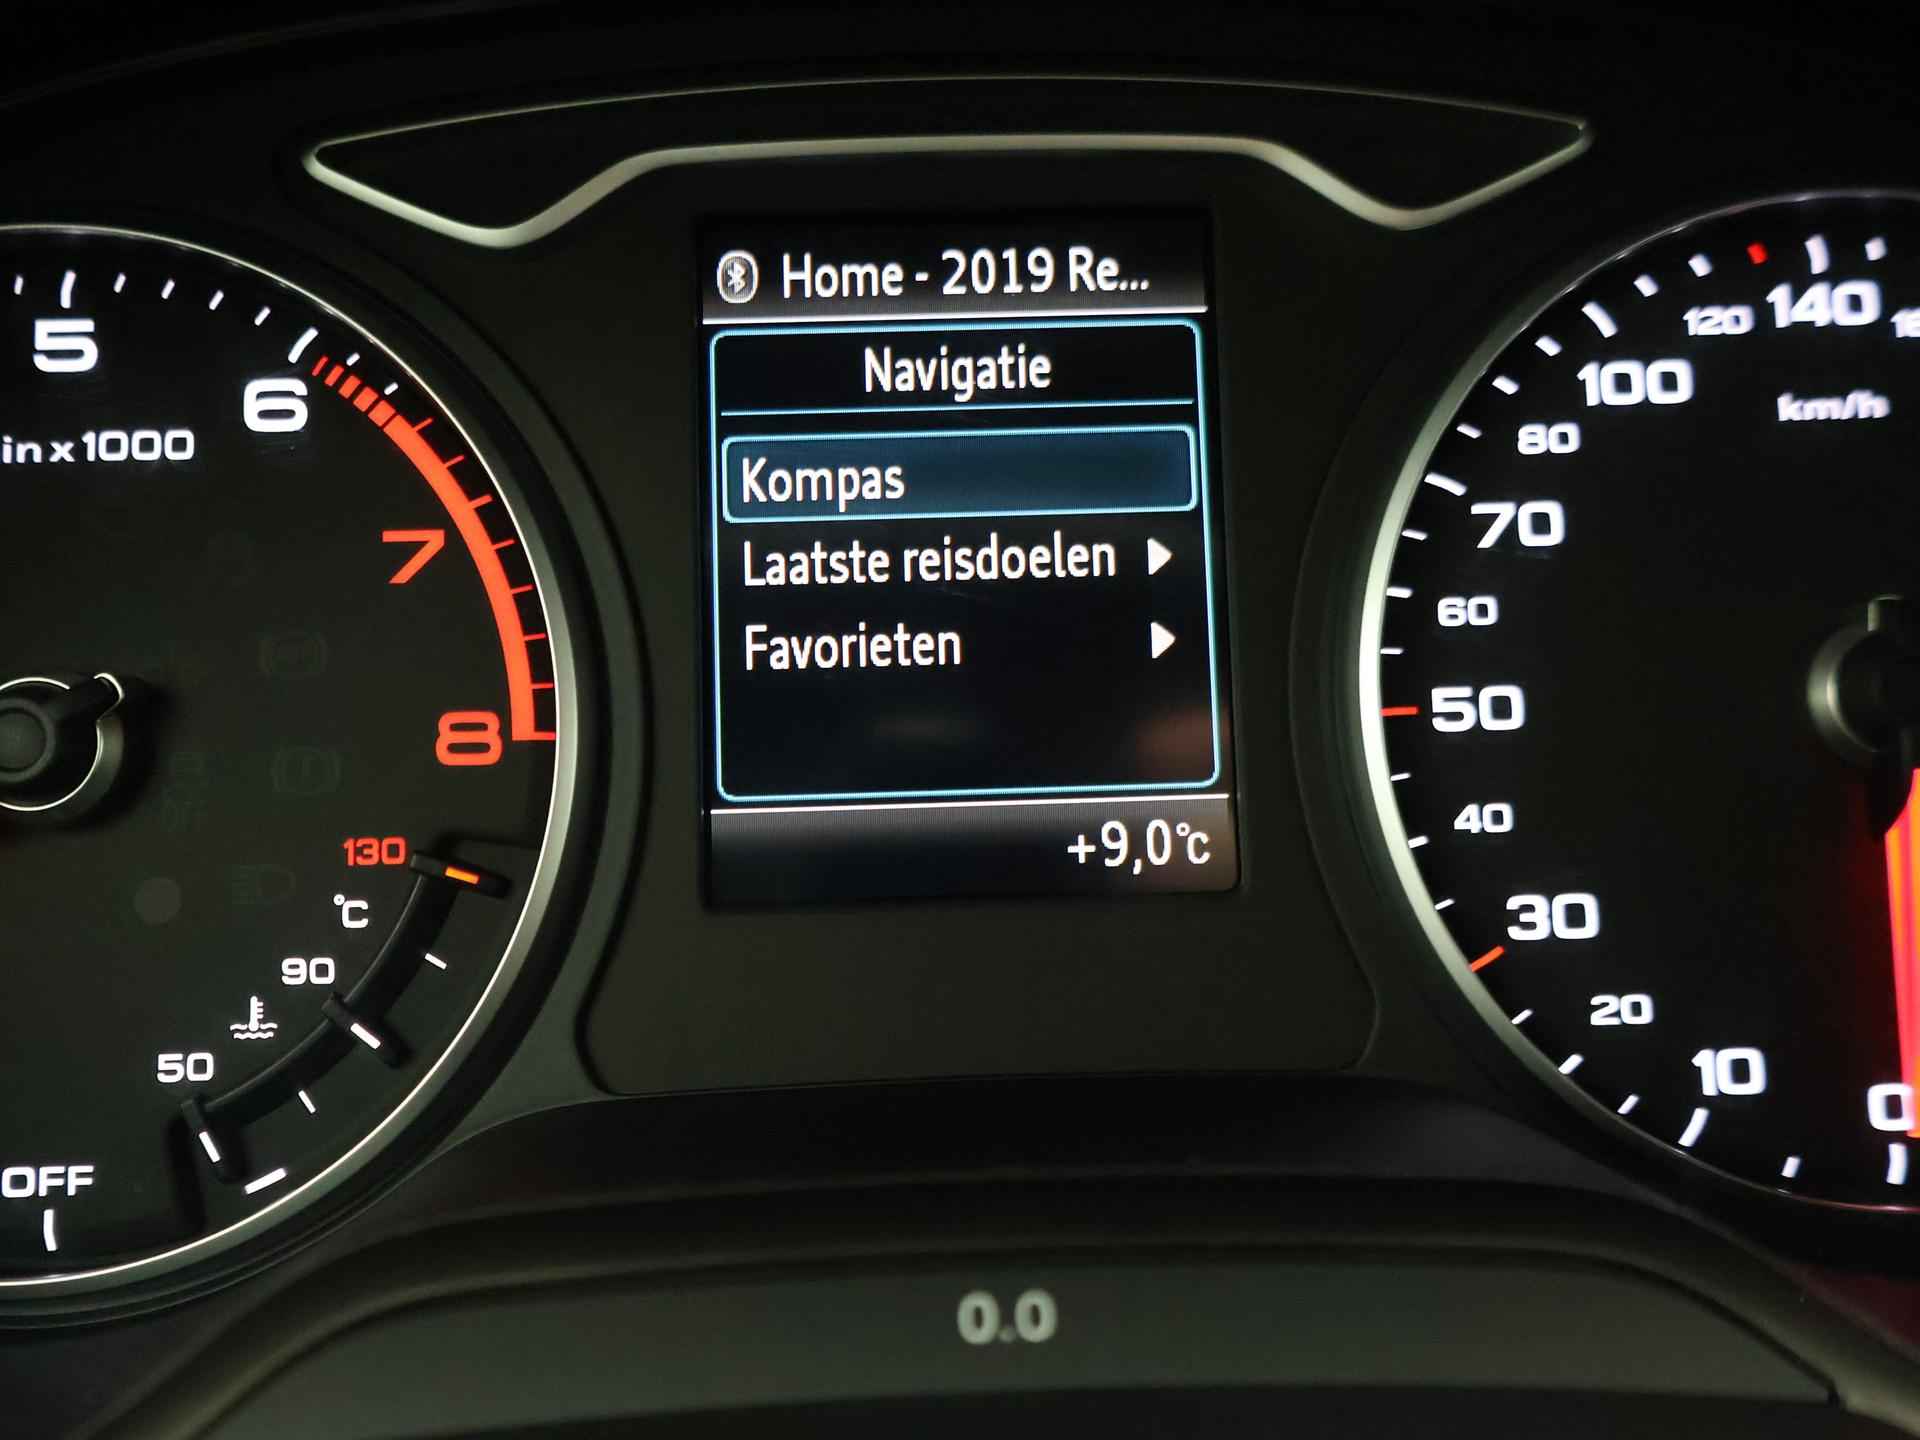 Home - 2019 Re...
Navigatie
Kompas
Laatste reisdoelen
Favorieten
+9,0°C
5
6
in x 1000
7
8
130
°C
90
50
OFF
120
140
100
km/h
80
70
60
50
40
30
20
10
0
0.0